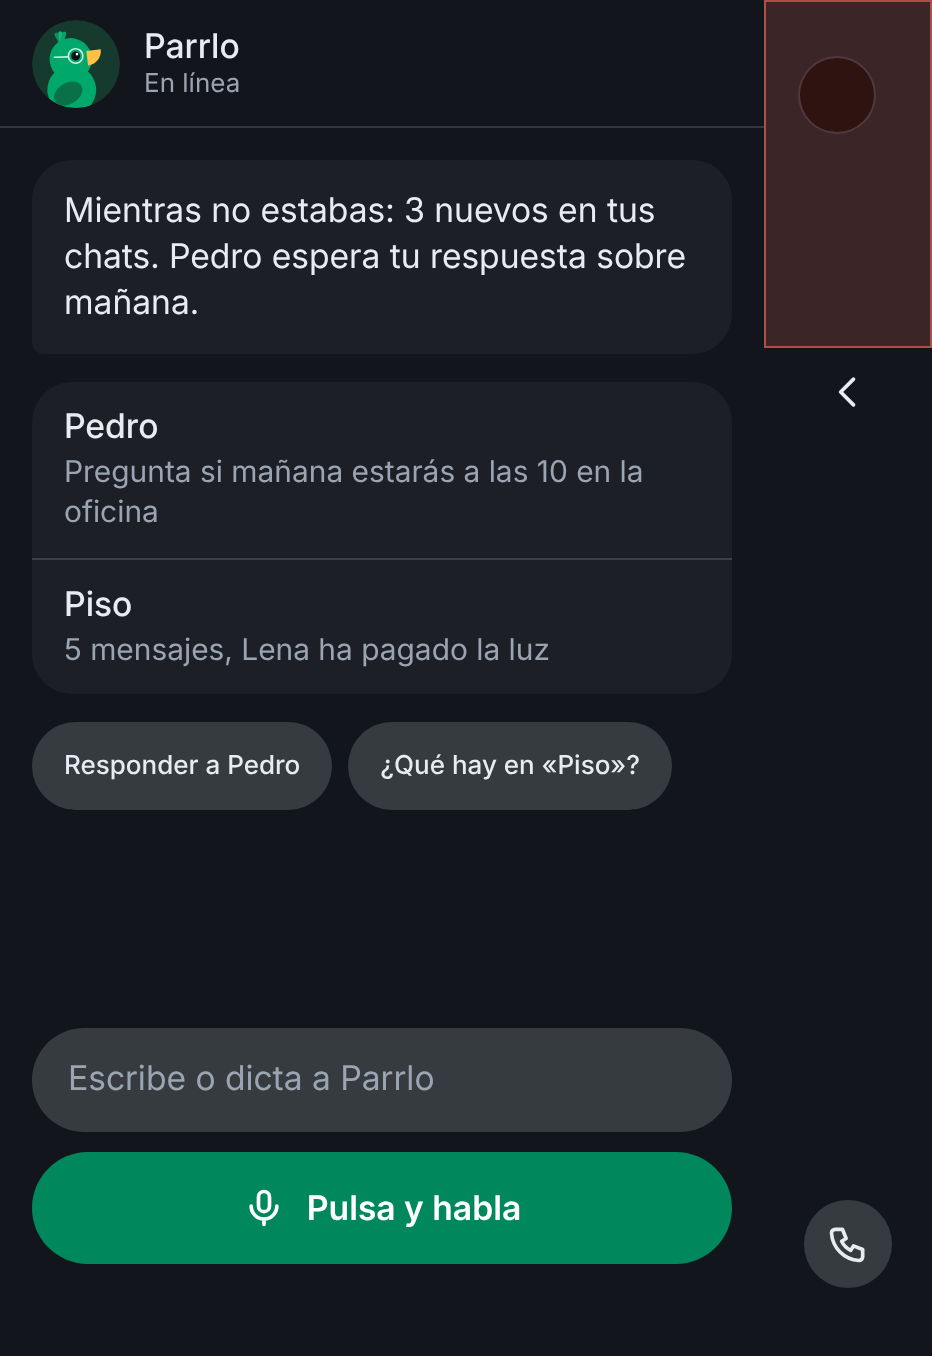 Parrlo
En línea
Mientras no estabas: 3 nuevos en tus
chats. Pedro espera tu respuesta sobre
mañana.
Pedro
Pregunta si mañana estarás a las 10 en la
oficina
Piso
5 mensajes, Lena ha pagado la luz
Responder a Pedro
¿Qué hay en «Piso»?
Escribe o dicta a Parrlo
Pulsa y habla